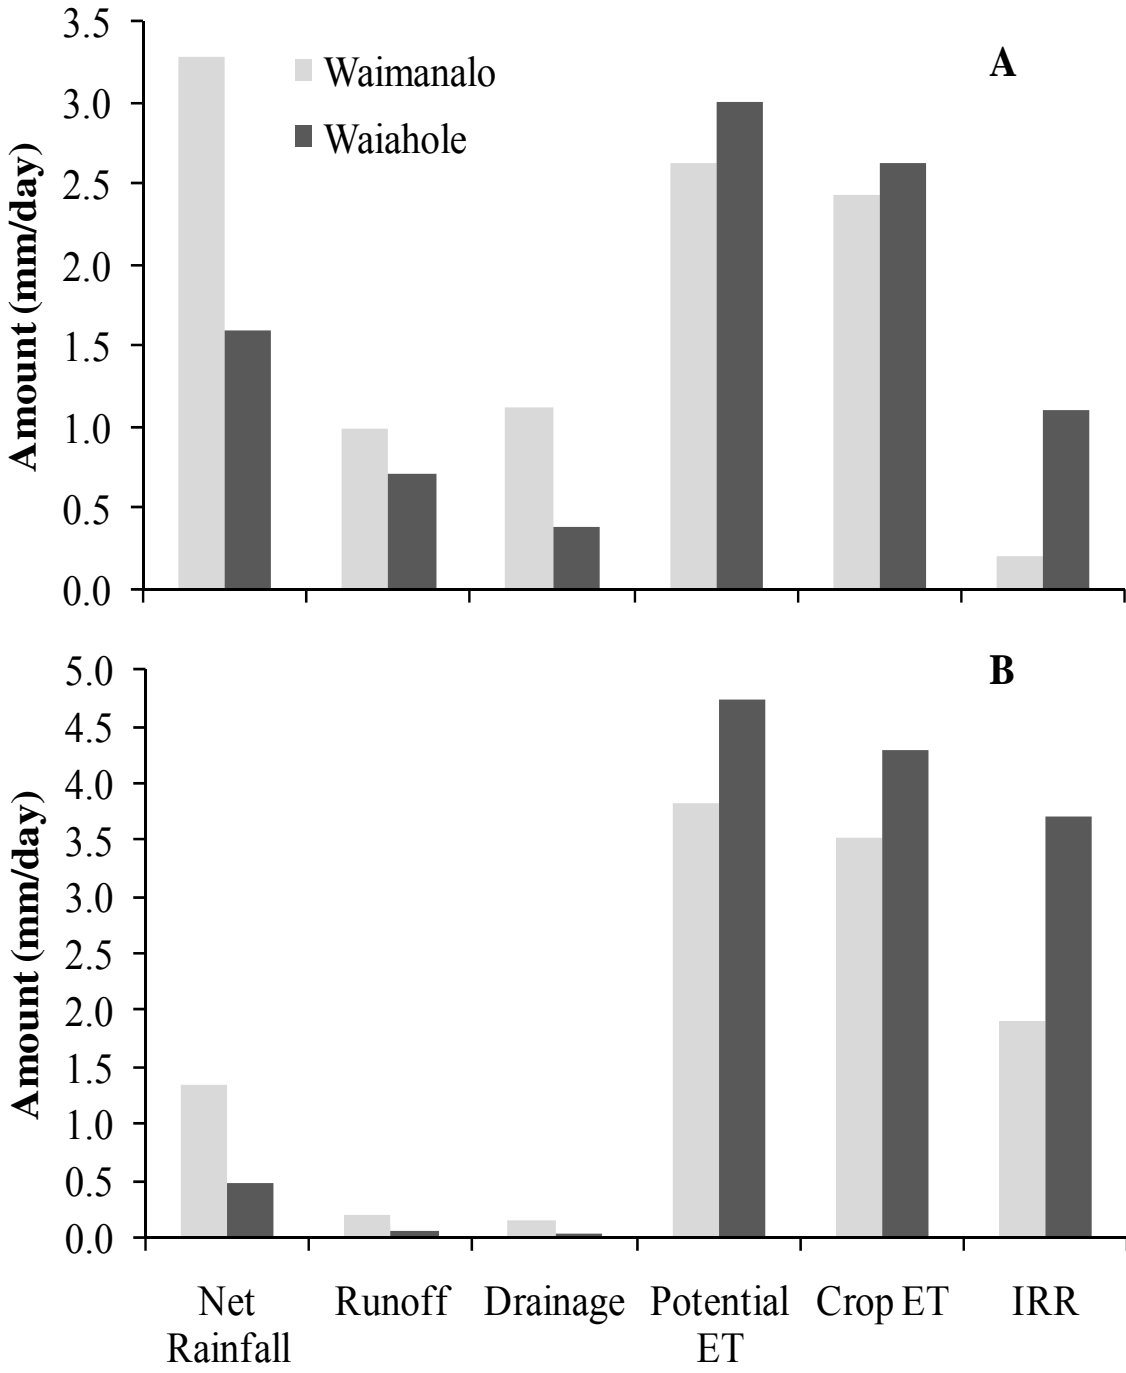 3.5
3.0
2.5
2.0
1.5
1.0
0.5
0.0
Amount (mm/day)
Waimanalo
Waiahole
A
5.0
4.5
4.0
3.5
3.0
2.5
2.0
1.5
1.0
0.5
0.0
Amount (mm/day)
B
Net
Rainfall
Runoff
Drainage
Potential
ET
Crop ET
IRR